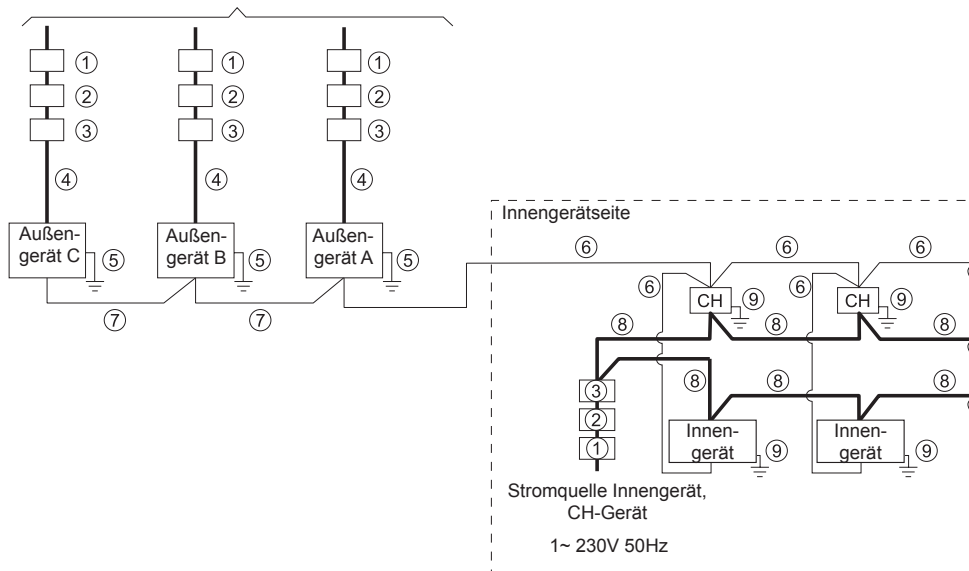 ① ① ①
② ② ②
③ ③ ③
④ ④ ④
Außen-
gerät C
⑤
Außen-
gerät B
⑤
Außen-
gerät A
⑤
⑦ ⑦
Innengerätseite
⑥ ⑥ ⑥
⑥ CH ⑨ ⑥ CH ⑨
⑧ ⑧ ⑧
⑧ ⑧ ⑧
③
②
①
Innen-
gerät
⑨
Innen-
gerät
⑨
Stromquelle Innengerät,
CH-Gerät
1~ 230V 50Hz